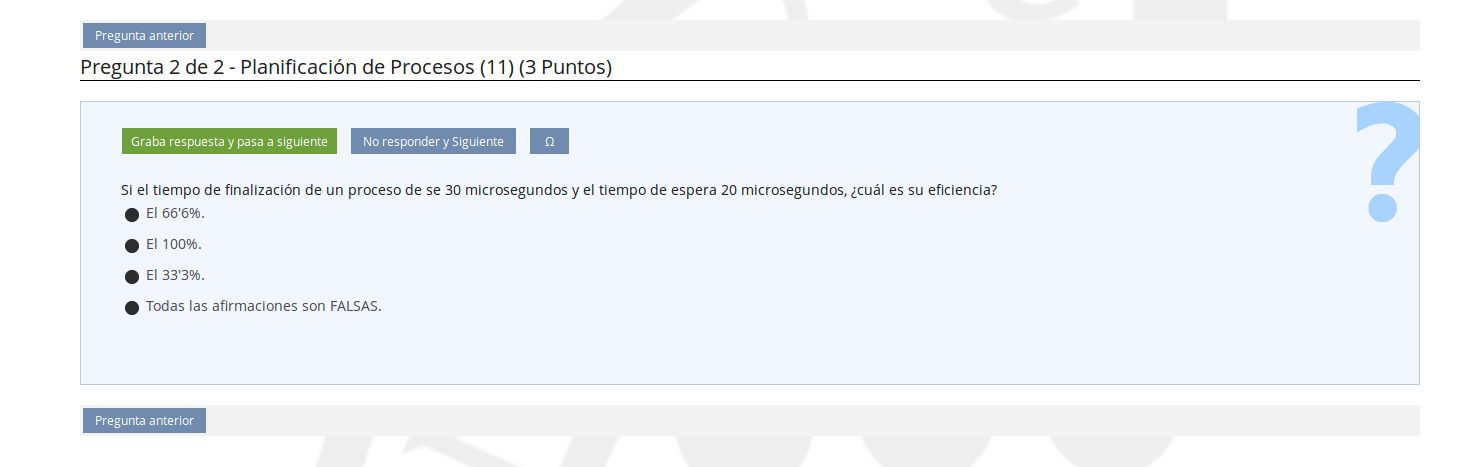 Pregunta anterior
Pregunta 2 de 2 - Planificación de Procesos (11) (3 Puntos)
?
Graba respuesta y pasa a siguiente No responder y Siguiente Ω
Si el tiempo de finalización de un proceso de se 30 microsegundos y el tiempo de espera 20 microsegundos, ¿cuál es su eficiencia?
El 66'6%.
El 100%.
El 33'3%.
Todas las afirmaciones son FALSAS.
Pregunta anterior